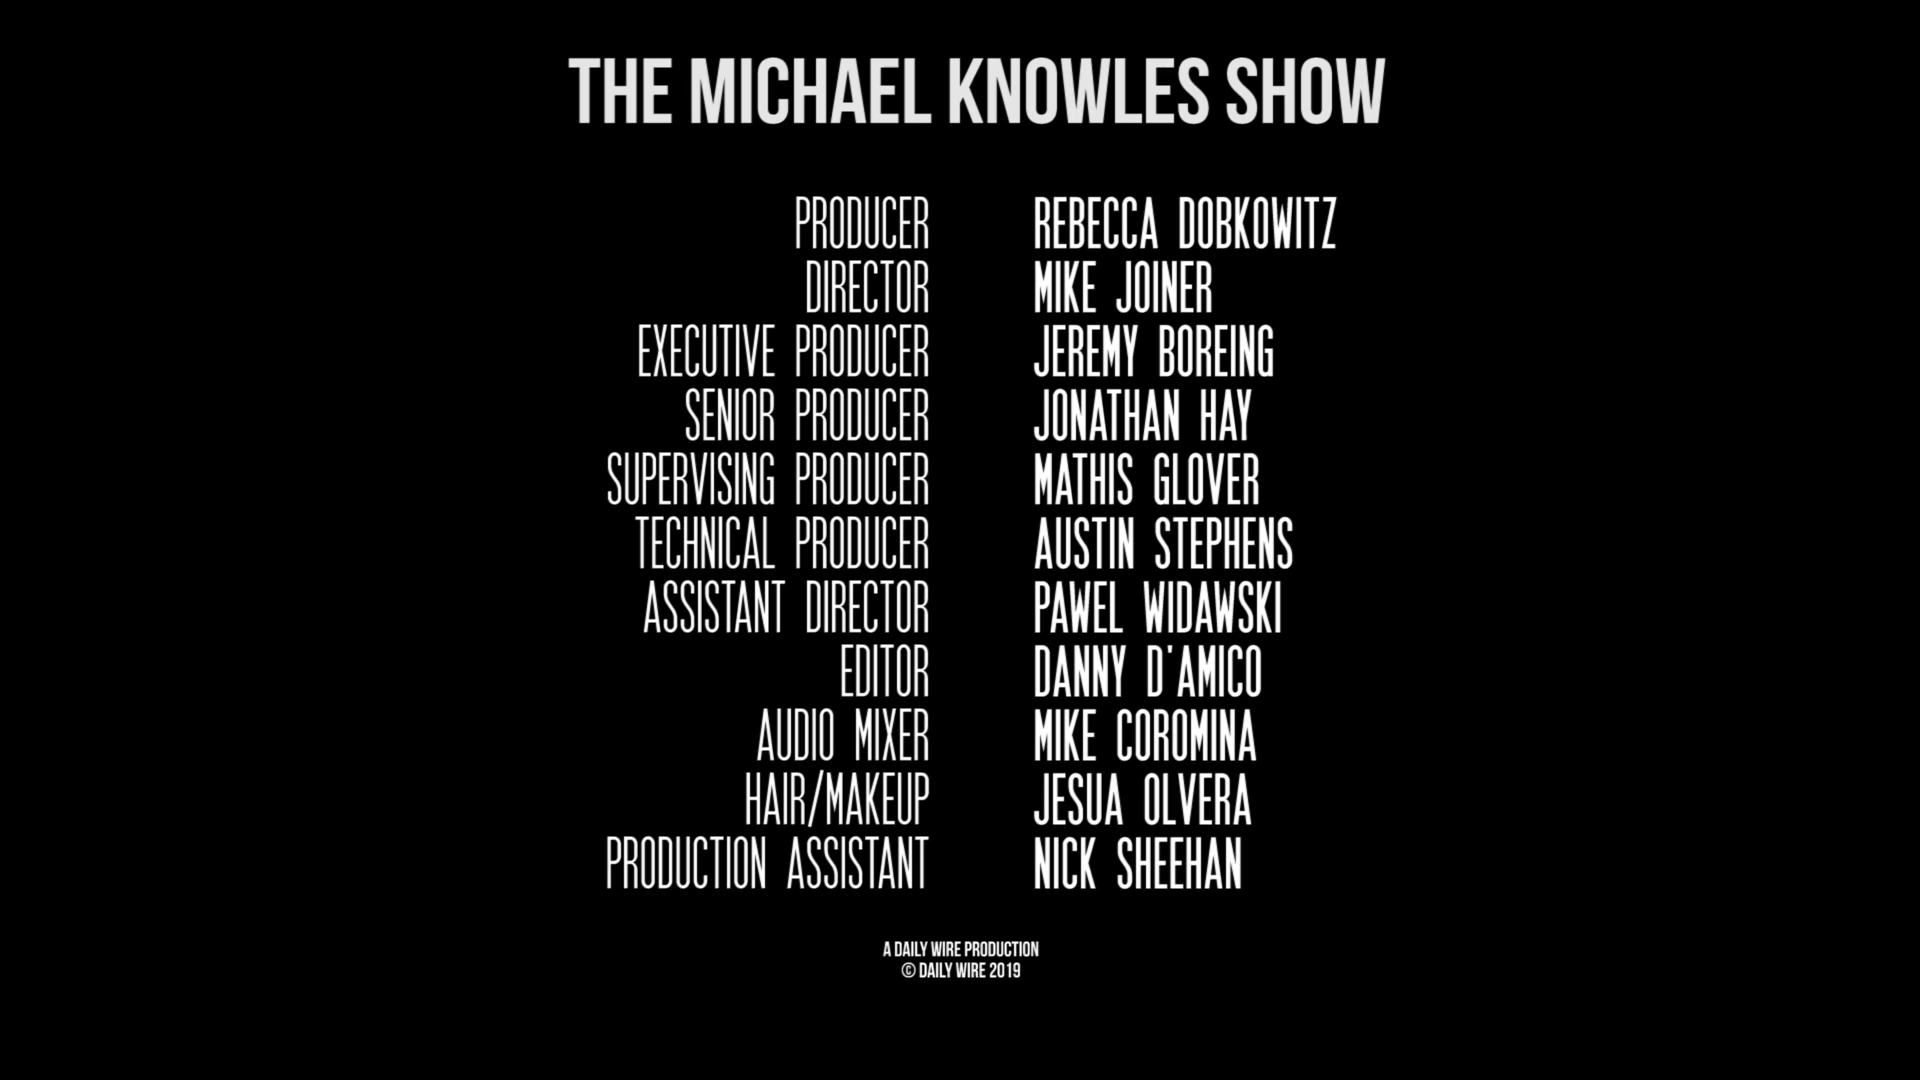 THE MICHAEL KNOWLES SHOW
PRODUCER REBECCA DOBKOWITZ
DIRECTOR MIKE JOINER
EXECUTIVE PRODUCER JEREMY BOREING
SENIOR PRODUCER JONATHAN HAY
SUPERVISING PRODUCER MATHIS GLOVER
TECHNICAL PRODUCER AUSTIN STEPHENS
ASSISTANT DIRECTOR PAWEL WIDAWSKI
EDITOR DANNY D'AMICO
AUDIO MIXER MIKE COROMINA
HAIR/MAKEUP JESUA OLVERA
PRODUCTION ASSISTANT NICK SHEEHAN
A DAILY WIRE PRODUCTION
© DAILY WIRE 2019